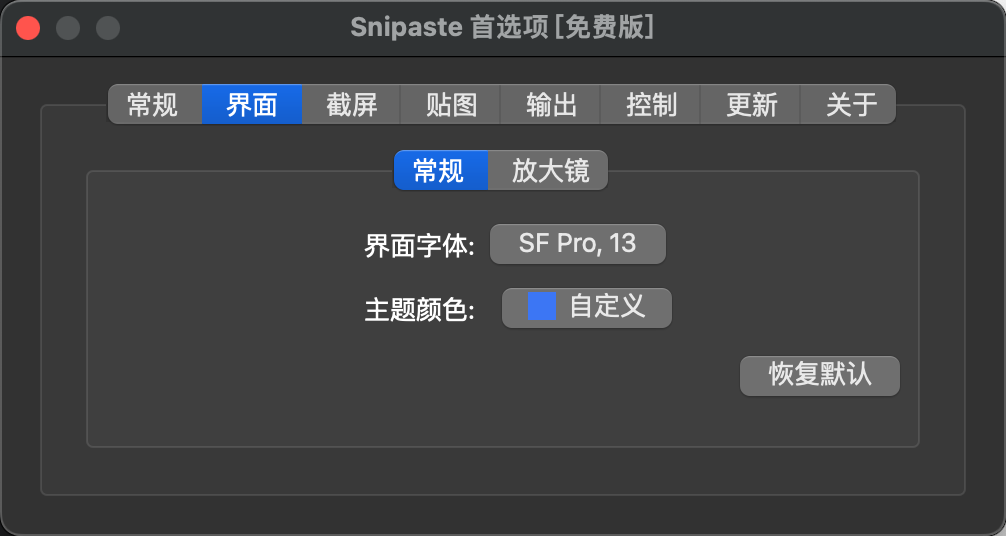 Snipaste 首选项 [免费版]
常规 界面 截屏 贴图 输出 控制 更新 关于
常规 放大镜
界面字体: SF Pro, 13
主题颜色: 自定义
恢复默认